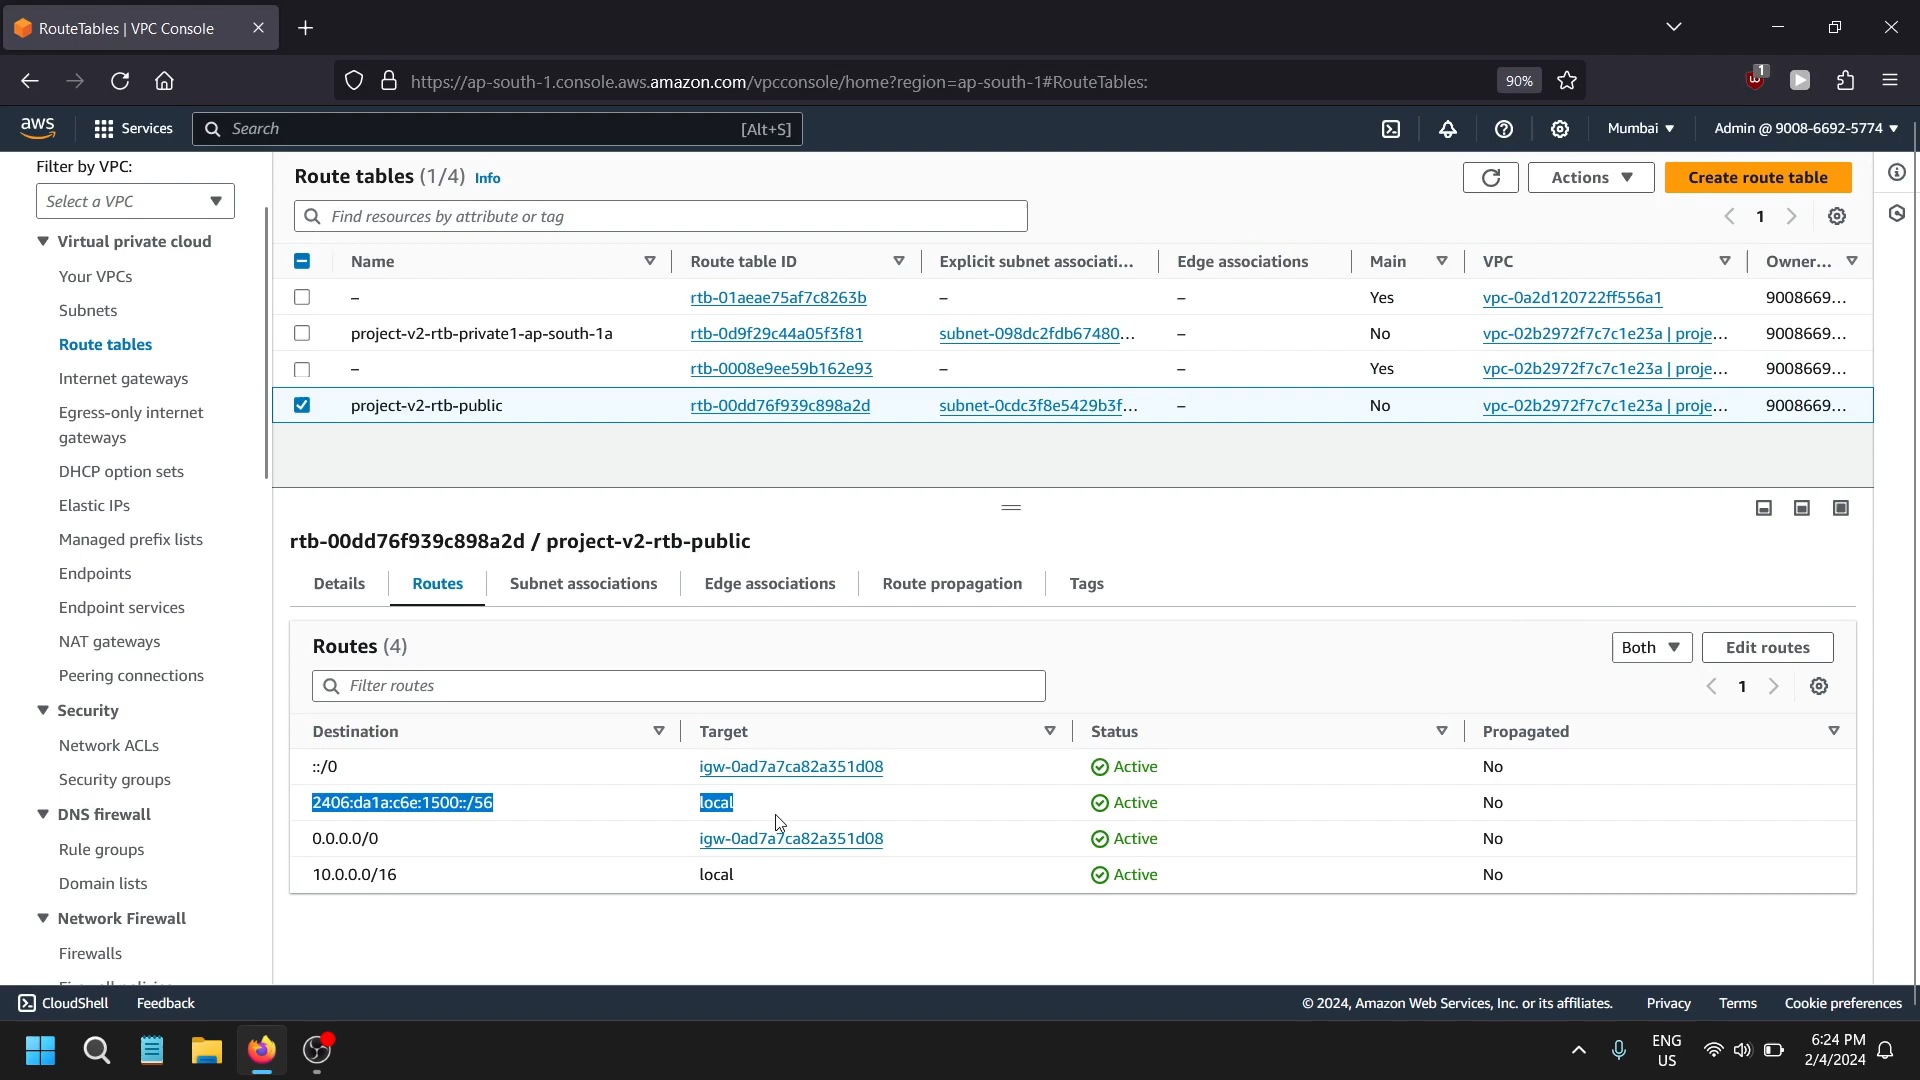 RouteTables | VPC Console
https://ap-south-1.console.aws.amazon.com/vpcconsole/home?region=ap-south-1#RouteTables:
90%
1
aws
Services
Search
[Alt+S]
Mumbai
Admin @ 9008-6692-5774
Filter by VPC:
Select a VPC
Virtual private cloud
Your VPCs
Subnets
Route tables
Internet gateways
Egress-only internet
gateways
DHCP option sets
Elastic IPs
Managed prefix lists
Endpoints
Endpoint services
NAT gateways
Peering connections
Security
Network ACLs
Security groups
DNS firewall
Rule groups
Domain lists
Network Firewall
Firewalls
Route tables (1/4) Info
Actions
Create route table
Find resources by attribute or tag
1
Name Route table ID Explicit subnet associati... Edge associations Main VPC Owner...
– rtb-01aeae75af7c8263b – – Yes vpc-0a2d120722ff556a1 9008669...
project-v2-rtb-private1-ap-south-1a rtb-0d9f29c44a05f3f81 subnet-098dc2fdb67480... – No vpc-02b2972f7c7c1e23a | proje... 9008669...
– rtb-0008e9ee59b162e93 – – Yes vpc-02b2972f7c7c1e23a | proje... 9008669...
project-v2-rtb-public rtb-00dd76f939c898a2d subnet-0cdc3f8e5429b3f... – No vpc-02b2972f7c7c1e23a | proje... 9008669...
rtb-00dd76f939c898a2d / project-v2-rtb-public
Details Routes Subnet associations Edge associations Route propagation Tags
Routes (4)
Both
Edit routes
Filter routes
1
Destination Target Status Propagated
::/0 igw-0ad7a7ca82a351d08 Active No
2406:da1a:c6e:1500::/56 local Active No
0.0.0.0/0 igw-0ad7a7ca82a351d08 Active No
10.0.0.0/16 local Active No
CloudShell Feedback
© 2024, Amazon Web Services, Inc. or its affiliates. Privacy Terms Cookie preferences
ENG
US
6:24 PM
2/4/2024